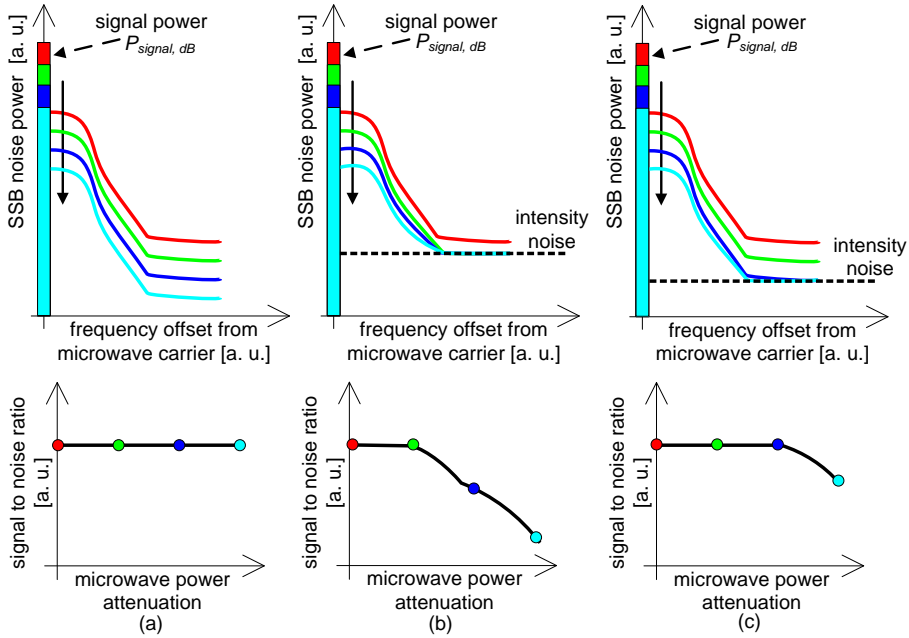 signal power
P signal, dB
SSB noise power [a. u.]
frequency offset from
microwave carrier [a. u.]
signal power
P signal, dB
SSB noise power [a. u.]
intensity
noise
frequency offset from
microwave carrier [a. u.]
signal power
P signal, dB
SSB noise power [a. u.]
intensity
noise
frequency offset from
microwave carrier [a. u.]
signal to noise ratio
[a. u.]
microwave power
attenuation
(a)
signal to noise ratio
[a. u.]
microwave power
attenuation
(b)
signal to noise ratio
[a. u.]
microwave power
attenuation
(c)